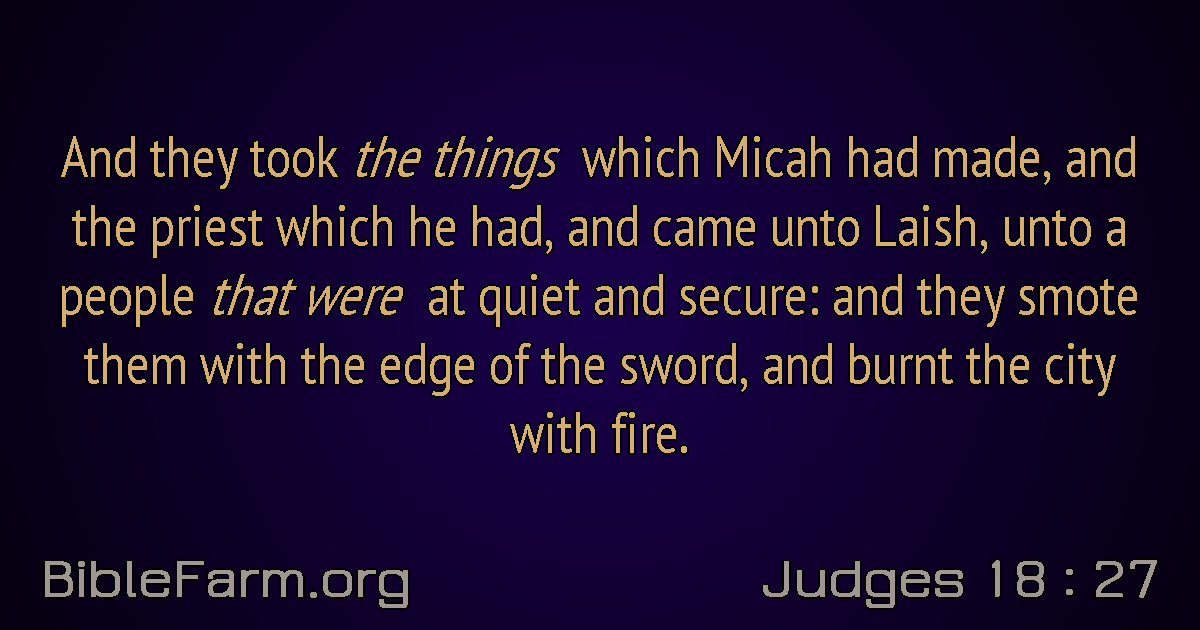 And they took the things which Micah had made, and
the priest which he had, and came unto Laish, unto a
people that were at quiet and secure: and they smote
them with the edge of the sword, and burnt the city
with fire.
BibleFarm.org
Judges 18 : 27